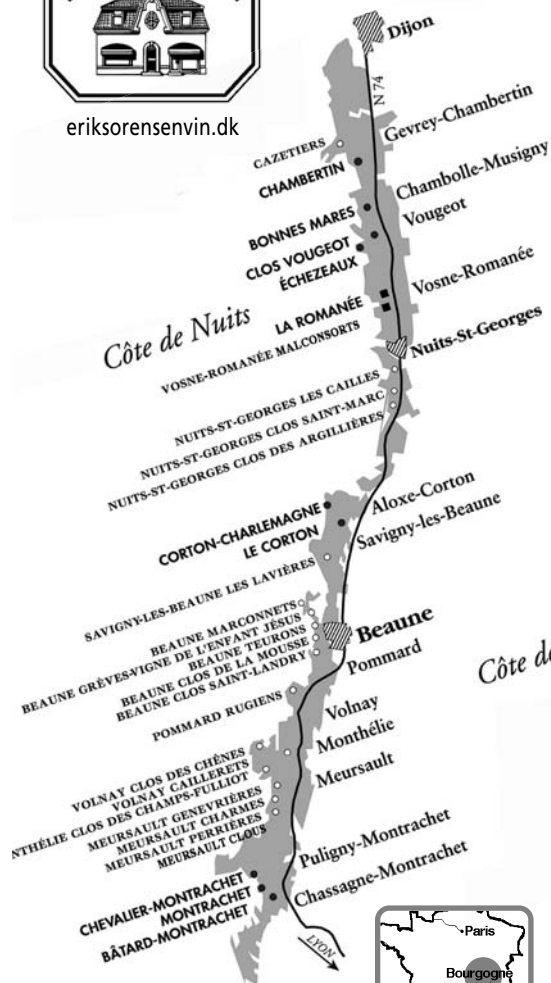 eriksorensenvin.dk
Dijon
N 74
Gevrey-Chambertin
CAZETIERS
CHAMBERTIN
Chambolle-Musigny
BONNES MARES
Vougeot
CLOS VOUGEOT
ÉCHEZEAUX
Vosne-Romanée
LA ROMANÉE
Côte de Nuits
VOSNE-ROMANÉE MALCONSORTS
Nuits-St-Georges
NUITS-ST-GEORGES LES CAILLES
NUITS-ST-GEORGES CLOS SAINT-MARC
NUITS-ST-GEORGES CLOS DES ARGILLIÈRES
Aloxe-Corton
CORTON-CHARLEMAGNE
LE CORTON
Savigny-les-Beaune
SAVIGNY-LES-BEAUNE LES LAVIÈRES
BEAUNE MARCONNETS
BEAUNE GRÈVES-VIGNE DE L'ENFANT JÉSUS
BEAUNE TEURONS
BEAUNE CLOS DE LA MOUSSE
BEAUNE CLOS SAINT-LANDRY
Beaune
Pommard
Côte de
POMMARD RUGIENS
Volnay
Monthélie
VOLNAY CLOS DES CHÊNES
VOLNAY CAILLERETS
NTHÉLIE CLOS DES CHAMPS-FULLIOT
Meursault
MEURSAULT GENEVRIÈRES
MEURSAULT CHARMES
MEURSAULT PERRIÈRES
MEURSAULT CLOUS
Puligny-Montrachet
Chassagne-Montrachet
CHEVALIER-MONTRACHET
MONTRACHET
BÂTARD-MONTRACHET
LYON
Paris
Bourgogne